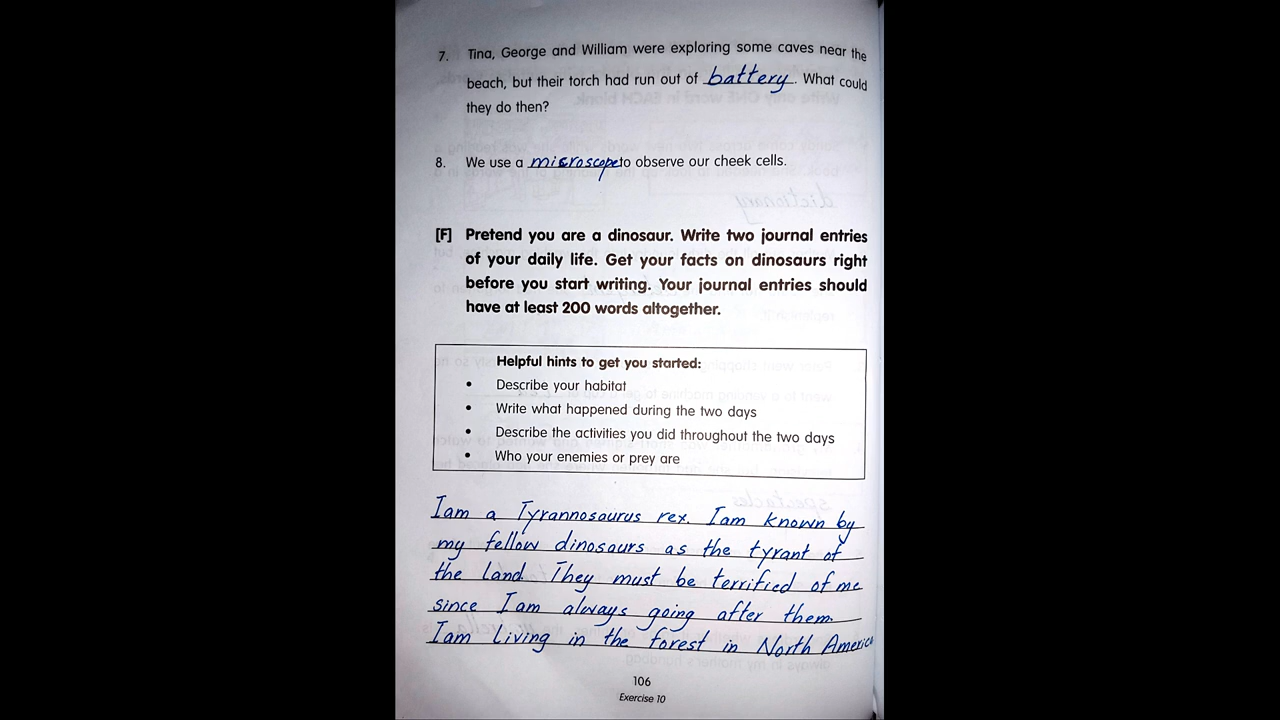 7. Tina, George and William were exploring some caves near the
beach, but their torch had run out of battery. What could
they do then?
8. We use a microscope to observe our cheek cells.
[F] Pretend you are a dinosaur. Write two journal entries
of your daily life. Get your facts on dinosaurs right
before you start writing. Your journal entries should
have at least 200 words altogether.
Helpful hints to get you started:
• Describe your habitat
• Write what happened during the two days
• Describe the activities you did throughout the two days
• Who your enemies or prey are
I am a Tyrannosaurus rex. I am known by
my fellow dinosaurs as the tyrant of
the land. They must be terrified of me
since I am always going after them.
I am living in the forest in North America
106
Exercise 10
dictionary
spectacles